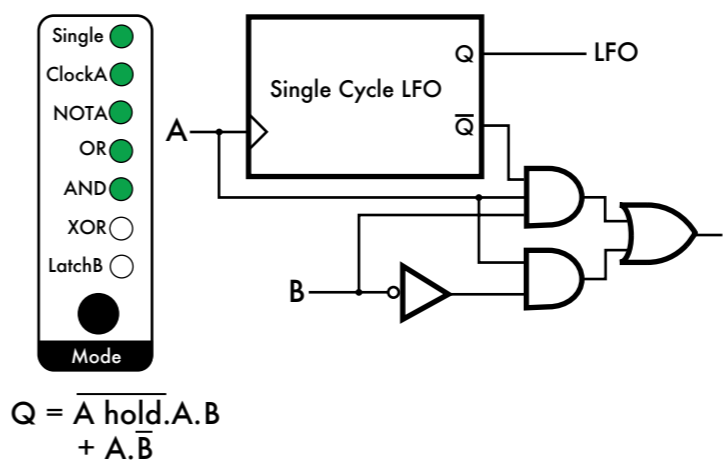 Single
ClockA
NOTA
OR
AND
XOR
LatchB
Mode
A
Single Cycle LFO
Q
Q̅
LFO
B
Q = A̅ ̅h̅o̅l̅d̅.A.B
+ A.B̅